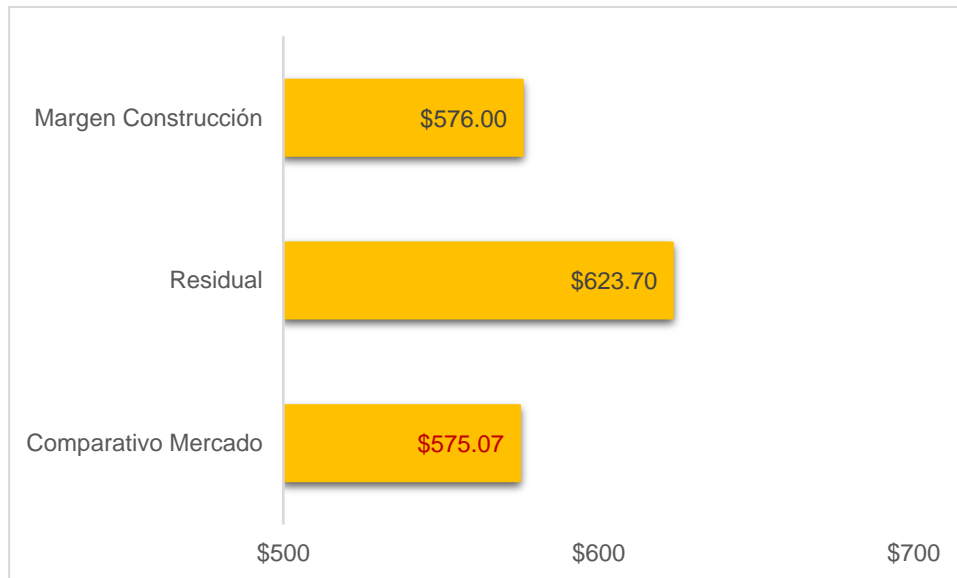 Margen Construcción
$576.00
Residual
$623.70
Comparativo Mercado
$575.07
$500
$600
$700